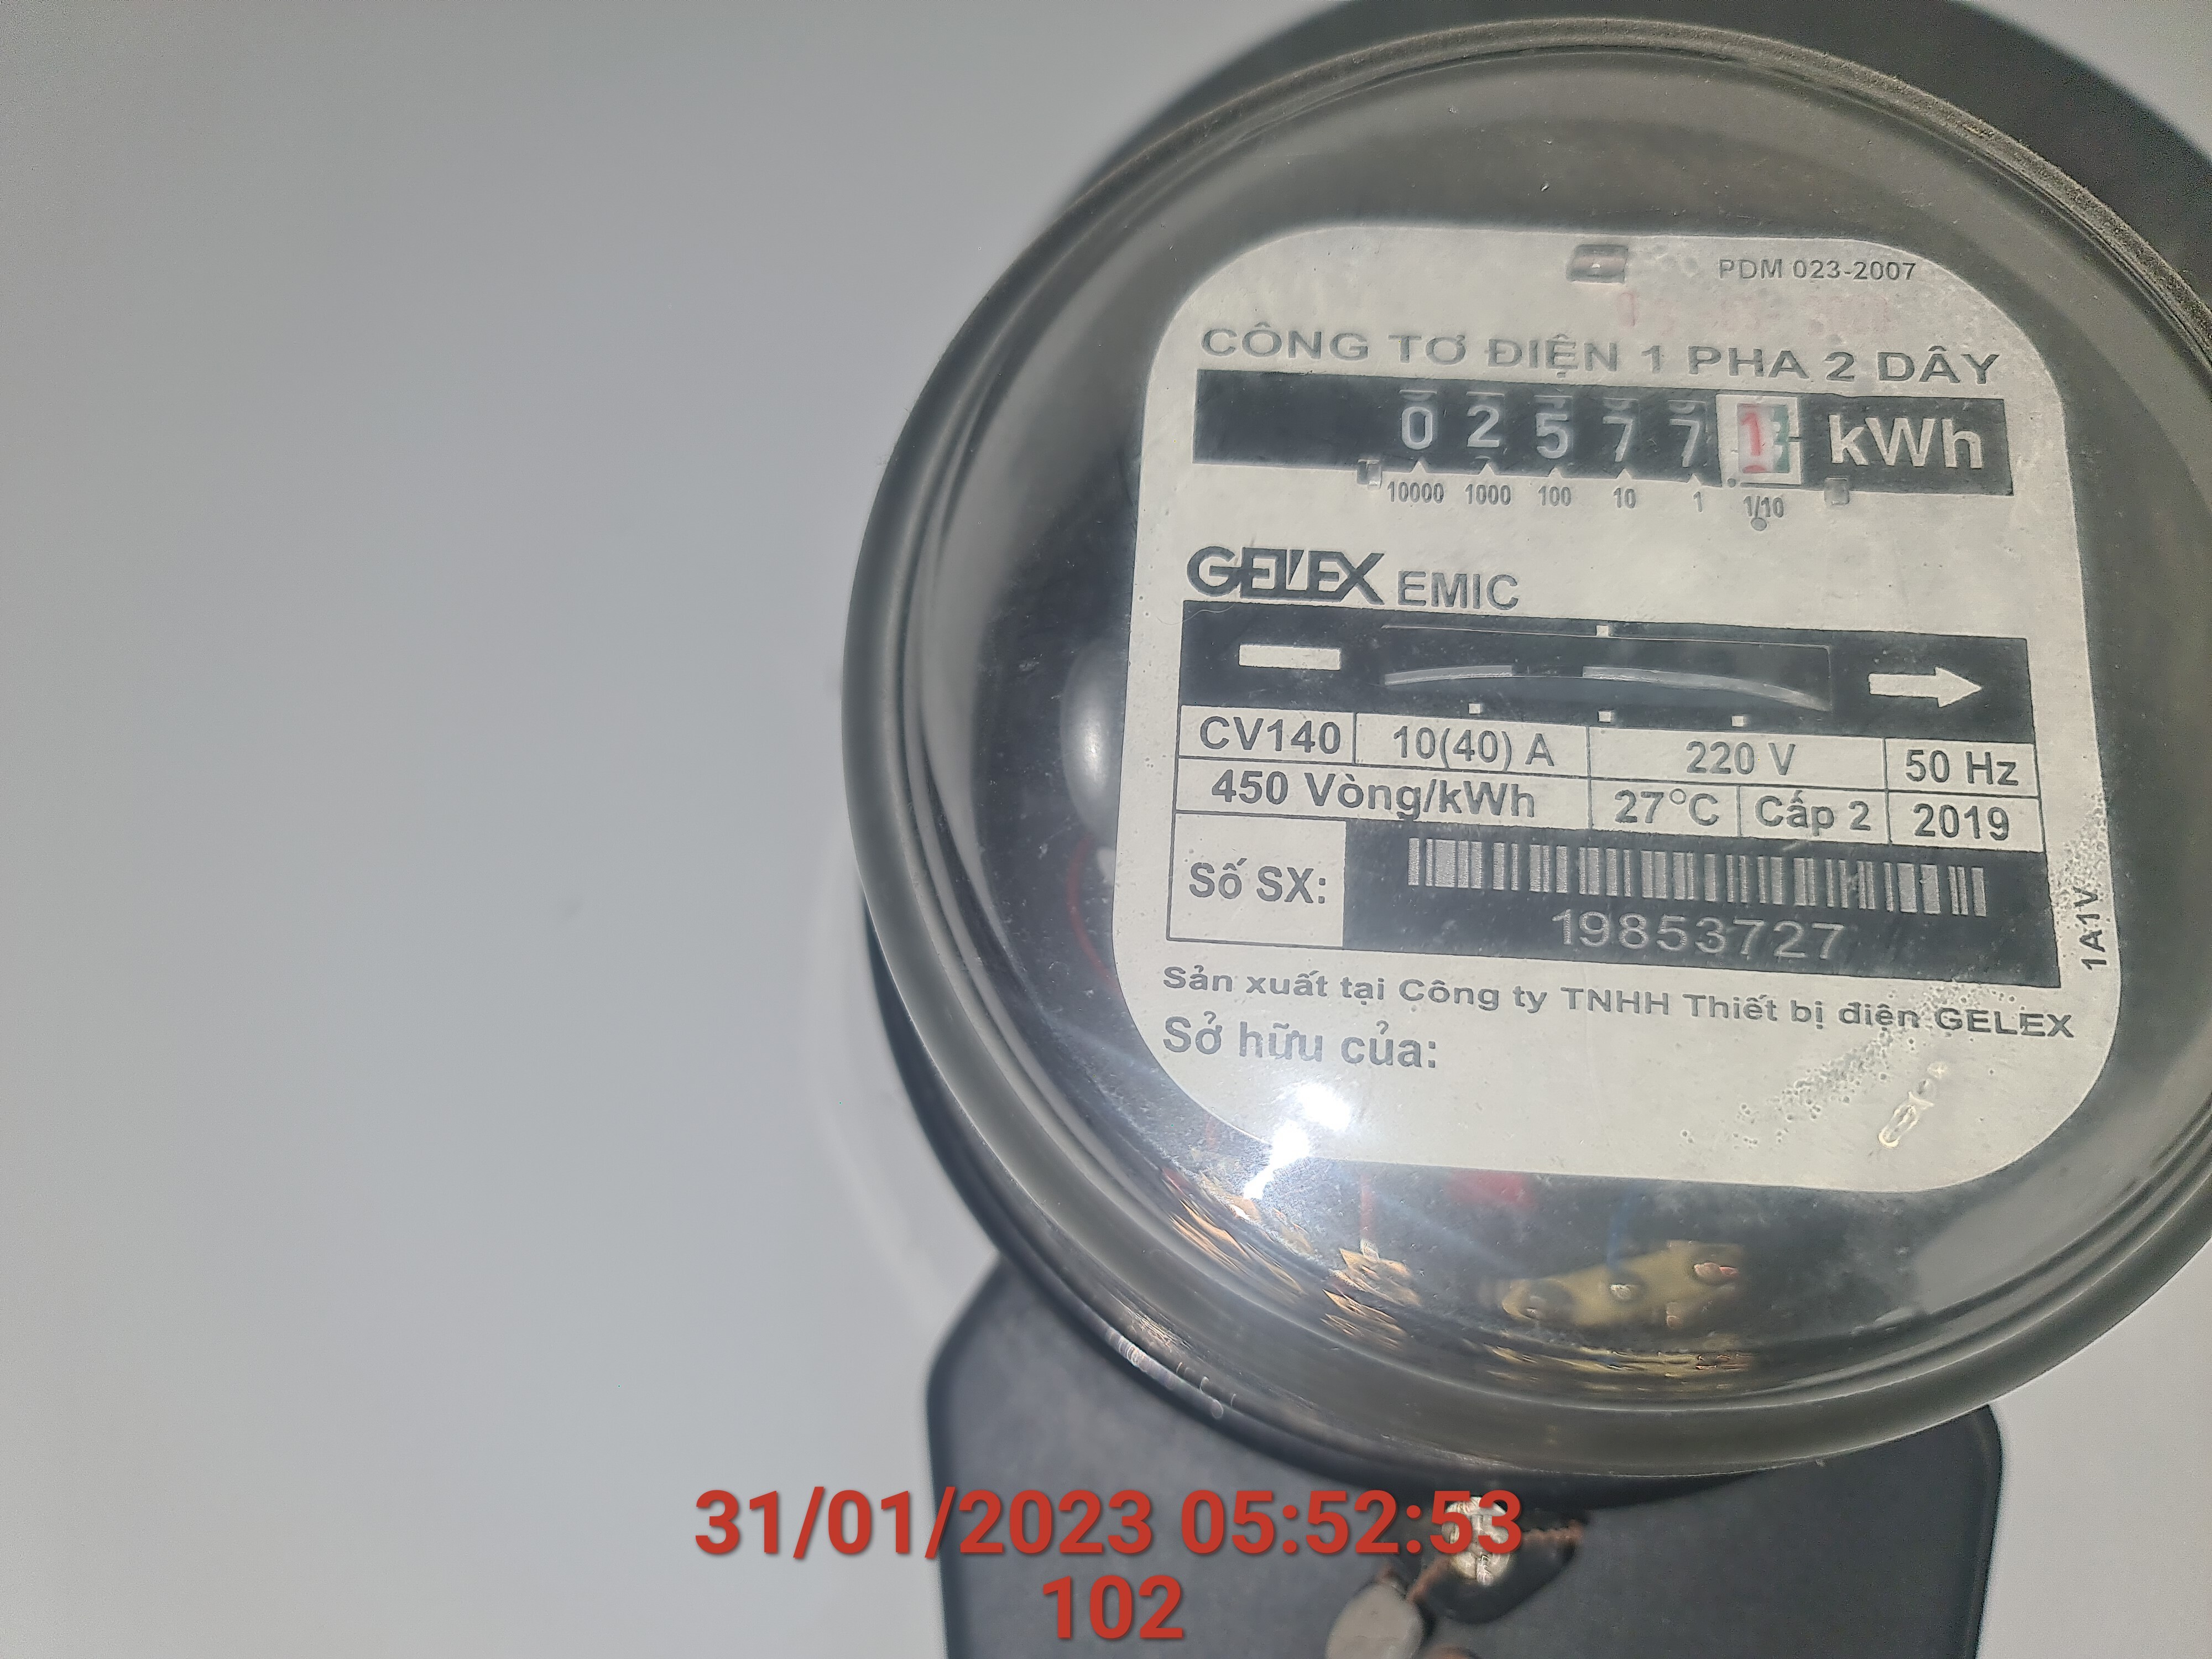 PDM 023-2007
CÔNG TƠ ĐIỆN 1 PHA 2 DÂY
0 2 5 7 7 1 kWh
10000 1000 100 10 1 1/10
GELEX EMIC
CV140 10(40) A 220 V 50 Hz
450 Vòng/kWh 27°C Cấp 2 2019
Số SX:
19853727
1A1V
Sản xuất tại Công ty TNHH Thiết bị điện GELEX
Sở hữu của:
31/01/2023 05:52:53
102